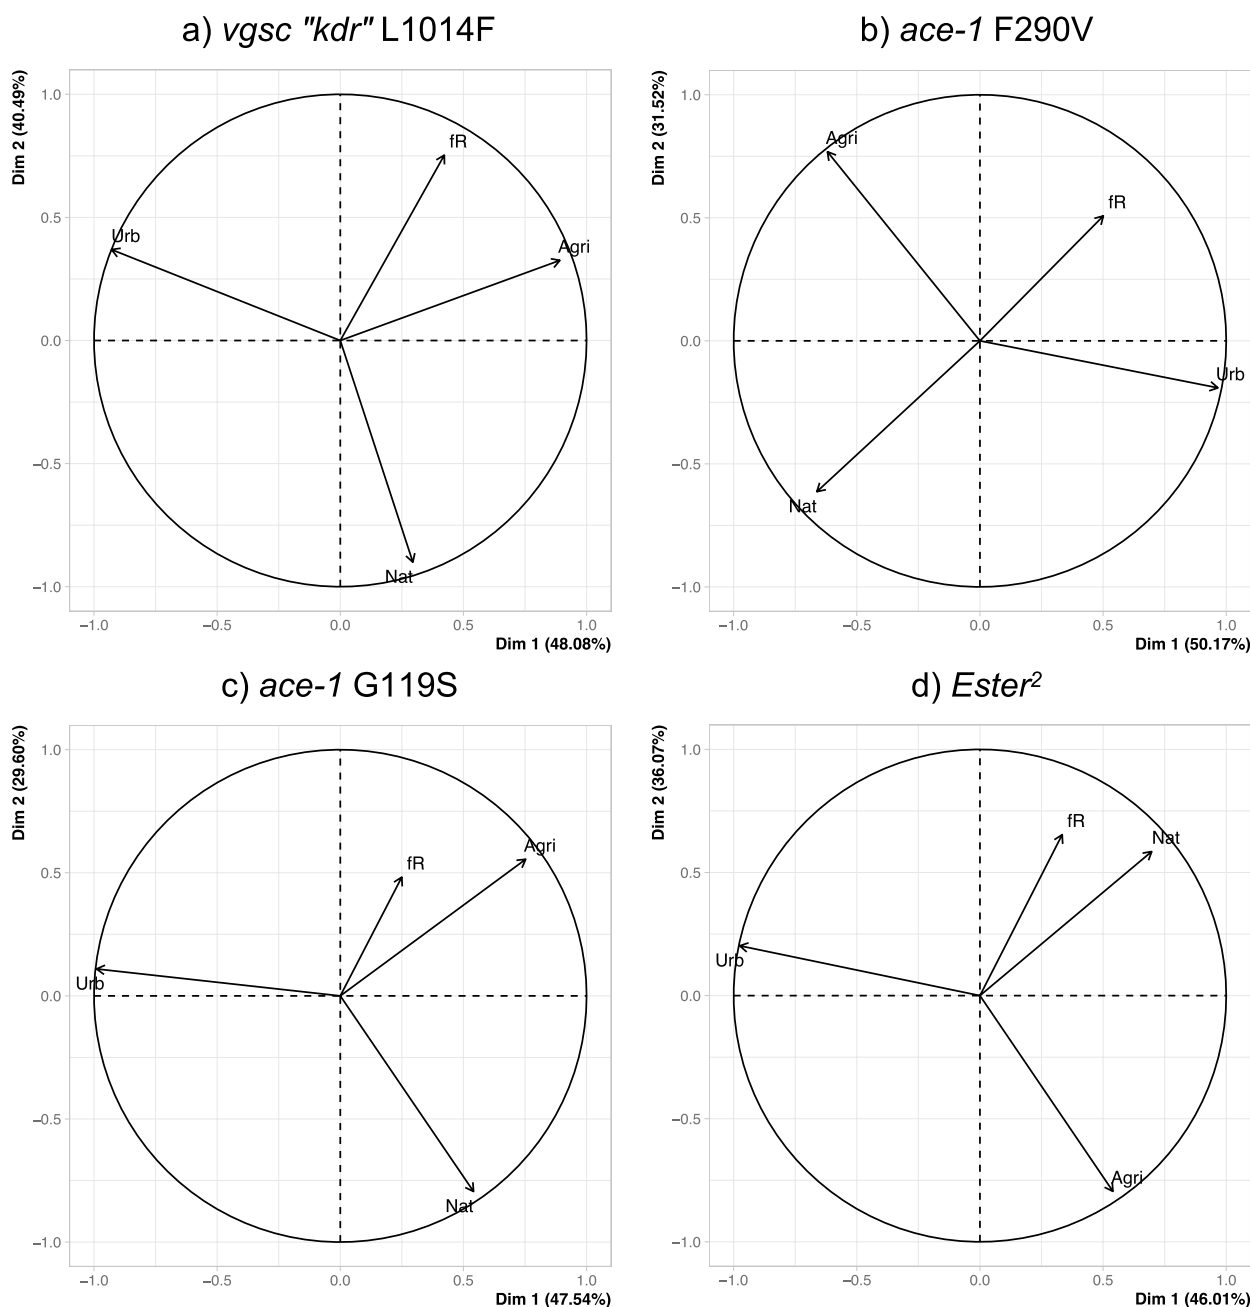 a) vgsc "kdr" L1014F
b) ace-1 F290V
Dim 2 (40.49%)
1.0
0.5
0.0
−0.5
−1.0
fR
Urb
Agri
Nat
−1.0
−0.5
0.0
0.5
1.0
Dim 1 (48.08%)
Dim 2 (31.52%)
1.0
0.5
0.0
−0.5
−1.0
Agri
fR
Urb
Nat
−1.0
−0.5
0.0
0.5
1.0
Dim 1 (50.17%)
c) ace-1 G119S
d) Ester²
Dim 2 (29.60%)
1.0
0.5
0.0
−0.5
−1.0
Agri
fR
Urb
Nat
−1.0
−0.5
0.0
0.5
1.0
Dim 1 (47.54%)
Dim 2 (36.07%)
1.0
0.5
0.0
−0.5
−1.0
fR
Nat
Urb
Agri
−1.0
−0.5
0.0
0.5
1.0
Dim 1 (46.01%)